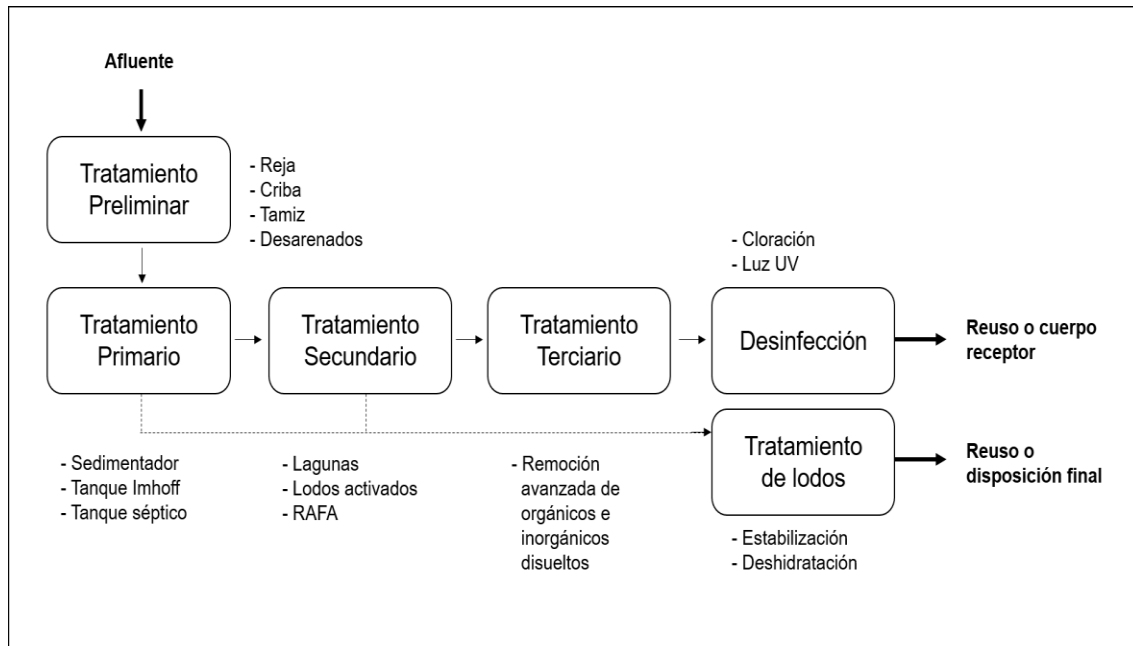 Afluente
Tratamiento
Preliminar
- Reja
- Criba
- Tamiz
- Desarenados
Tratamiento
Primario
- Sedimentador
- Tanque Imhoff
- Tanque séptico
Tratamiento
Secundario
- Lagunas
- Lodos activados
- RAFA
Tratamiento
Terciario
- Remoción
avanzada de
orgánicos e
inorgánicos
disueltos
- Cloración
- Luz UV
Desinfección
Reuso o cuerpo
receptor
Tratamiento
de lodos
- Estabilización
- Deshidratación
Reuso o
disposición final